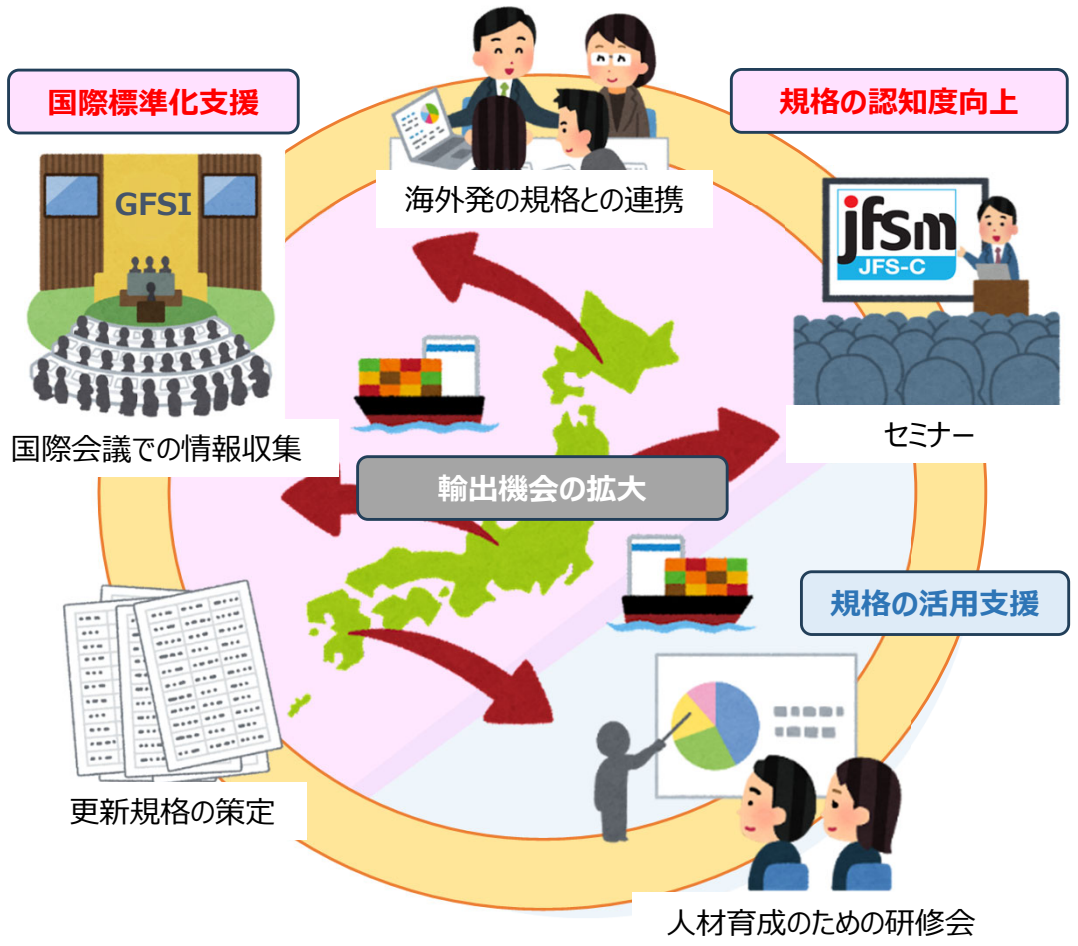 国際標準化支援
規格の認知度向上
GFSI
海外発の規格との連携
jfsm
JFS-C
国際会議での情報収集
セミナー
輸出機会の拡大
規格の活用支援
更新規格の策定
人材育成のための研修会